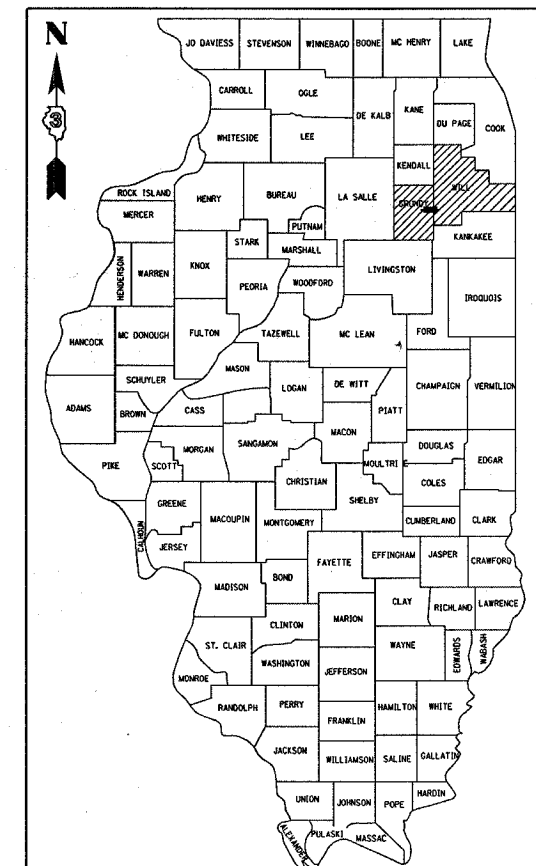 N
JO DAVIESS STEVENSON WINNEBAGO BOONE MC HENRY LAKE
CARROLL OGLE
DE KALB KANE
DU PAGE COOK
WHITESIDE LEE
KENDALL WILL
ROCK ISLAND HENRY BUREAU LA SALLE GRUNDY
MERCER PUTNAM
KANKAKEE
STARK MARSHALL
HENDERSON WARREN KNOX LIVINGSTON
PEORIA WOODFORD IROQUOIS
HANCOCK MC DONOUGH FULTON TAZEWELL MC LEAN FORD
MASON
SCHUYLER LOGAN DE WITT CHAMPAIGN VERMILION
ADAMS BROWN CASS PIATT
MACON
MORGAN SANGAMON DOUGLAS
PIKE SCOTT MOULTRIE EDGAR
CHRISTIAN COLES
SHELBY
GREENE MACOUPIN CUMBERLAND CLARK
CALHOUN MONTGOMERY
JERSEY EFFINGHAM JASPER
FAYETTE CRAWFORD
BOND
MADISON CLAY RICHLAND LAWRENCE
CLINTON MARION
ST. CLAIR WAYNE EDWARDS WABASH
WASHINGTON JEFFERSON
MONROE
RANDOLPH PERRY HAMILTON WHITE
FRANKLIN
JACKSON WILLIAMSON SALINE GALLATIN
HARDIN
UNION JOHNSON POPE
ALEXANDER PULASKI MASSAC